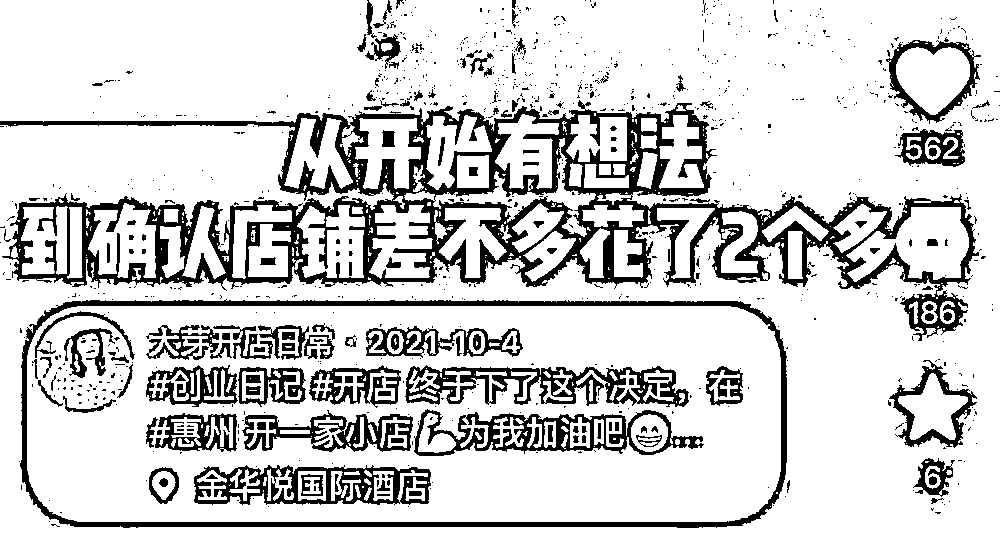 从开始有想法
到确认店铺差不多花了2个多
562
186
6
大芽开店日常 · 2021-10-4
#创业日记 #开店 终于下了这个决定，在
#惠州 开一家小店💪为我加油吧😁...
金华悦国际酒店